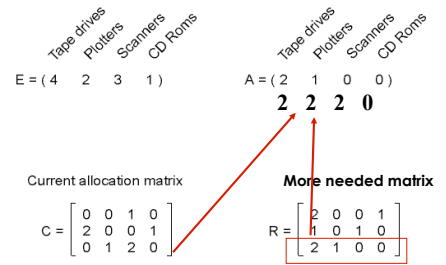 Tape drives Plotters Scanners CD Roms
Tape drives Plotters Scanners CD Roms
E = ( 4 2 3 1 )
A = ( 2 1 0 0 )
2 2 2 0
Current allocation matrix
More needed matrix
C =
0 0 1 0
2 0 0 1
0 1 2 0
R =
2 0 0 1
1 0 1 0
2 1 0 0